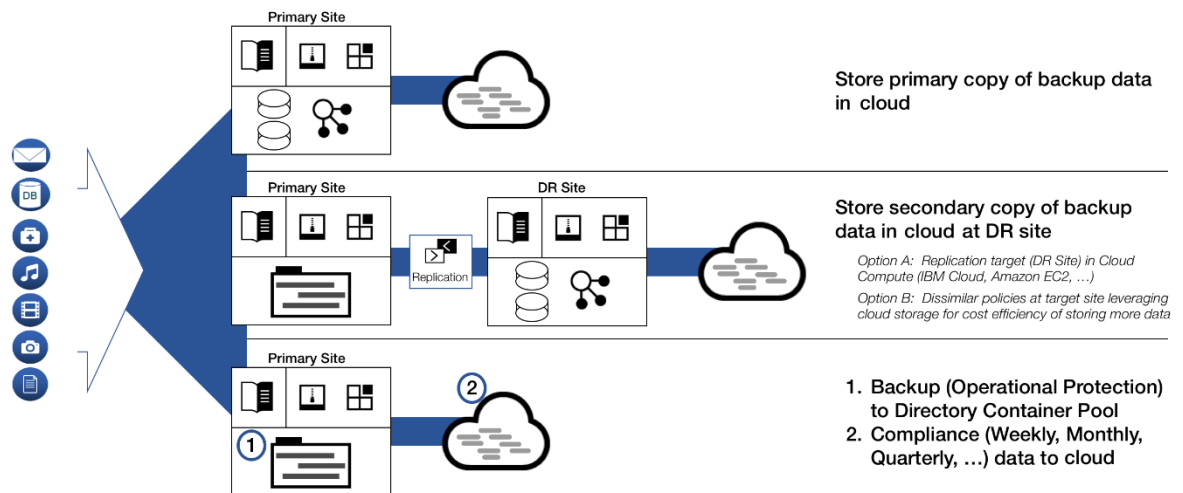 Primary Site
Store primary copy of backup data
in cloud
DB
Primary Site
DR Site
Replication
Store secondary copy of backup
data in cloud at DR site
Option A: Replication target (DR Site) in Cloud
Compute (IBM Cloud, Amazon EC2, …)
Option B: Dissimilar policies at target site leveraging
cloud storage for cost efficiency of storing more data
Primary Site
1
2
1. Backup (Operational Protection)
to Directory Container Pool
2. Compliance (Weekly, Monthly,
Quarterly, …) data to cloud